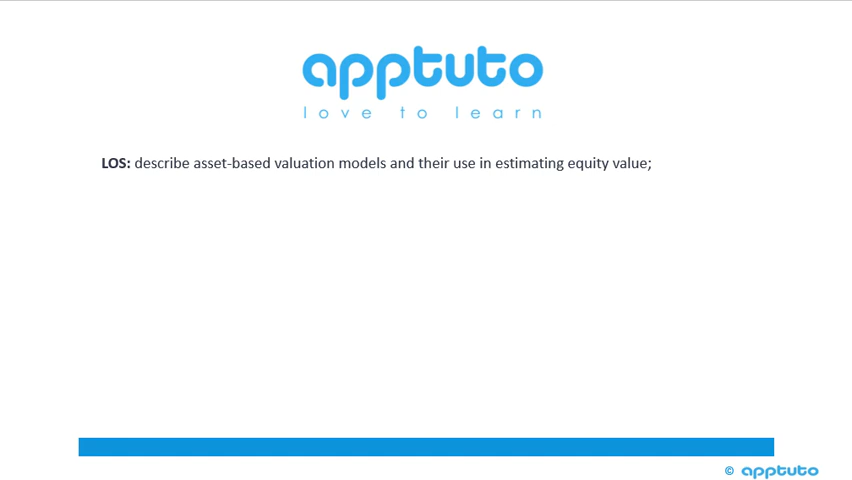 apptuto
love to learn
LOS: describe asset-based valuation models and their use in estimating equity value;
© apptuto